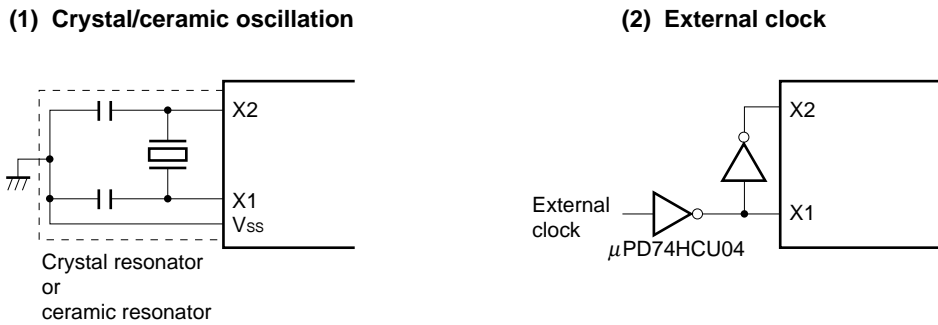 (1) Crystal/ceramic oscillation
X2
X1
VSS
Crystal resonator
or
ceramic resonator
(2) External clock
X2
X1
External
clock
μPD74HCU04